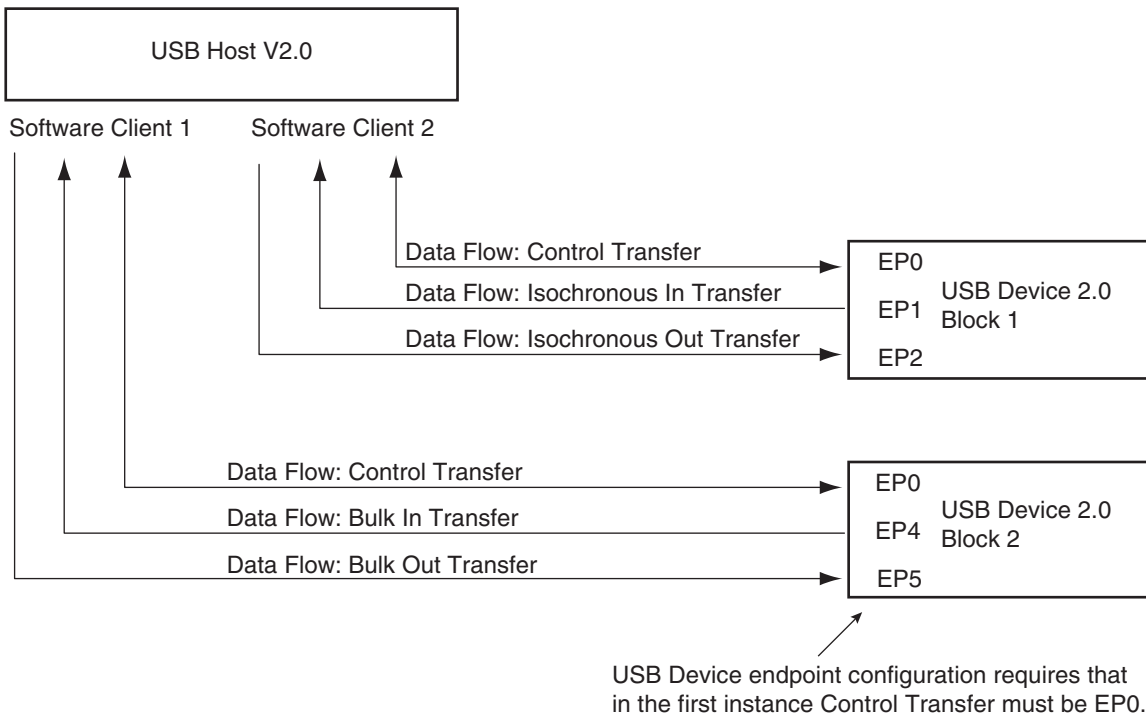 USB Host V2.0
Software Client 1
Software Client 2
Data Flow: Control Transfer
Data Flow: Isochronous In Transfer
Data Flow: Isochronous Out Transfer
EP0
EP1
EP2
USB Device 2.0
Block 1
Data Flow: Control Transfer
Data Flow: Bulk In Transfer
Data Flow: Bulk Out Transfer
EP0
EP4
EP5
USB Device 2.0
Block 2
USB Device endpoint configuration requires that
in the first instance Control Transfer must be EP0.